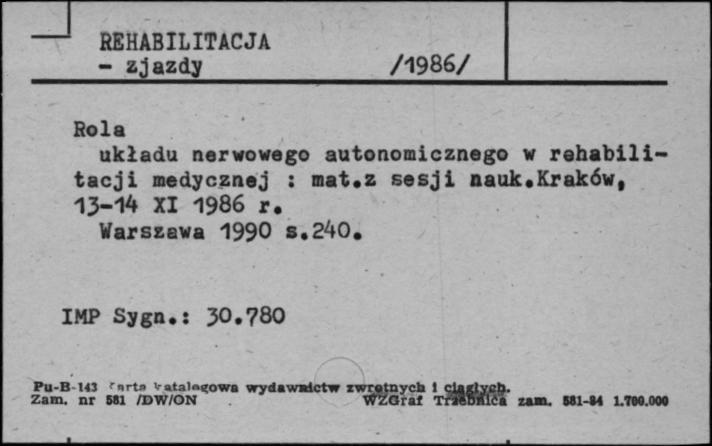 REHABILITACJA
- zjazdy /1986/
Rola
układu nerwowego autonomicznego w rehabili-
tacji medycznej : mat.z sesji nauk.Kraków,
13-14 XI 1986 r.
Warszawa 1990 s.240.
IMP Sygn.: 30.780
Pu-B-143 Karta katalogowa wydawnictw zwrotnych i ciągłych.
Zam. nr 581 /DW/ON WZGraf Trzebnica zam. 581-84 1.700.000